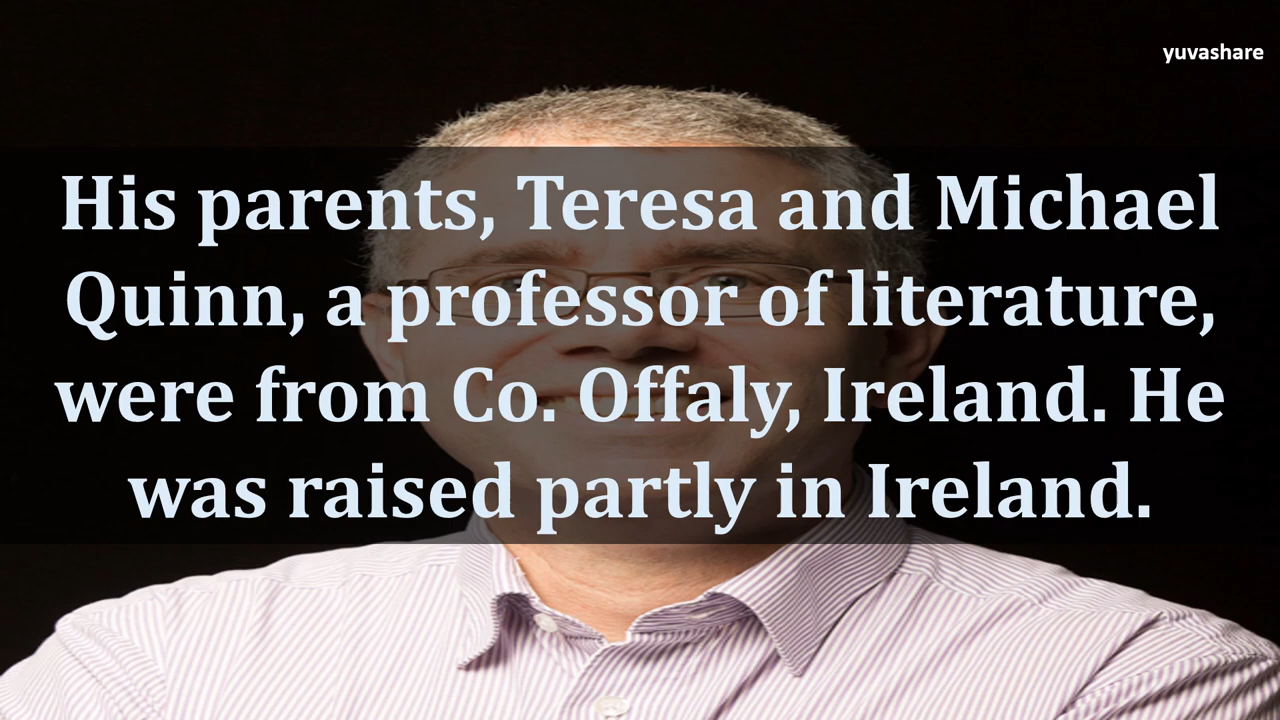 yuvashare
His parents, Teresa and Michael
Quinn, a professor of literature,
were from Co. Offaly, Ireland. He
was raised partly in Ireland.